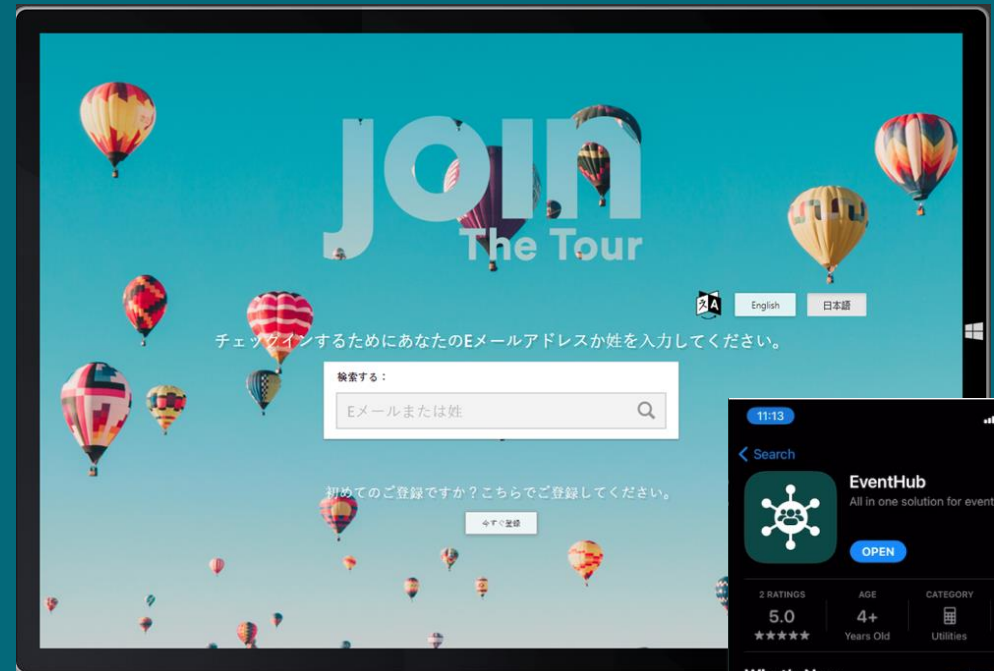 JOIN
The Tour
English
日本語
チェックインするためにあなたのEメールアドレスか姓を入力してください。
検索する：
Eメールまたは姓
初めてのご登録ですか？こちらでご登録してください。
今すぐ登録
11:13
Search
EventHub
All in one solution for event
OPEN
2 RATINGS
AGE
CATEGORY
5.0
4+
★★★★★
Years Old
Utilities